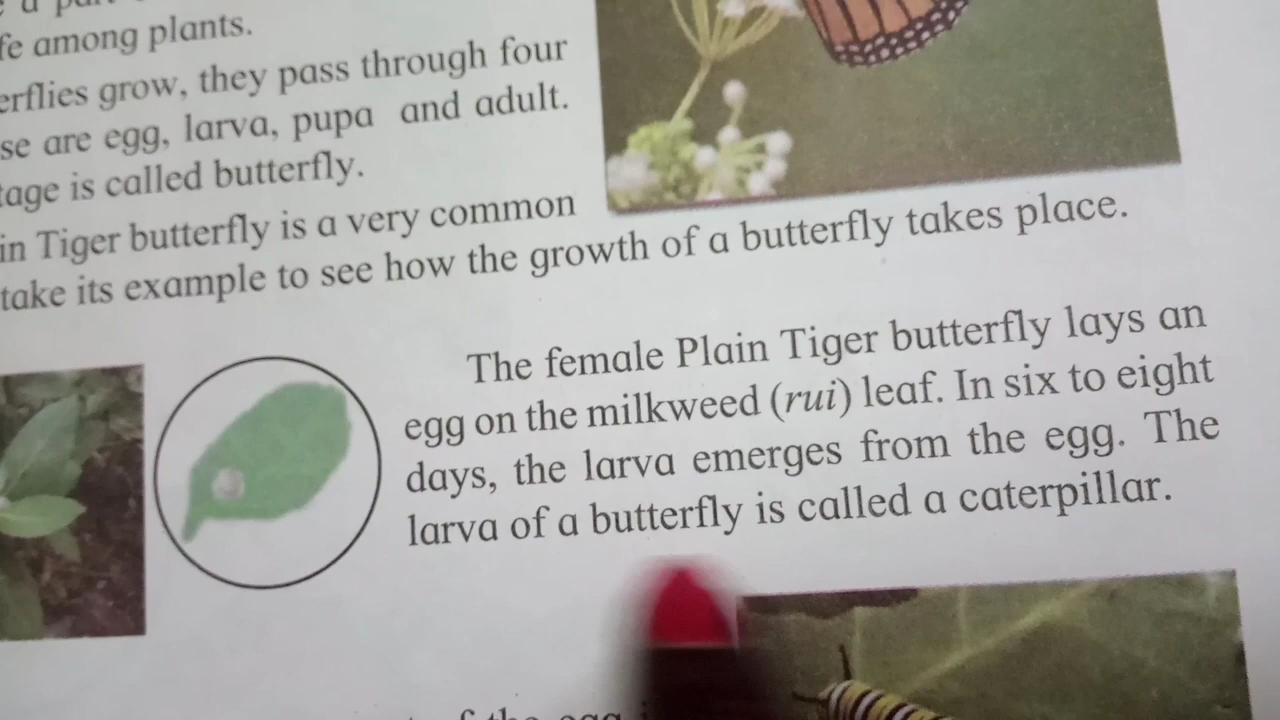 a
fe among plants.
erflies grow, they pass through four
se are egg, larva, pupa and adult.
tage is called butterfly.
in Tiger butterfly is a very common
take its example to see how the growth of a butterfly takes place.
The female Plain Tiger butterfly lays an
egg on the milkweed (rui) leaf. In six to eight
days, the larva emerges from the egg. The
larva of a butterfly is called a caterpillar.
the egg